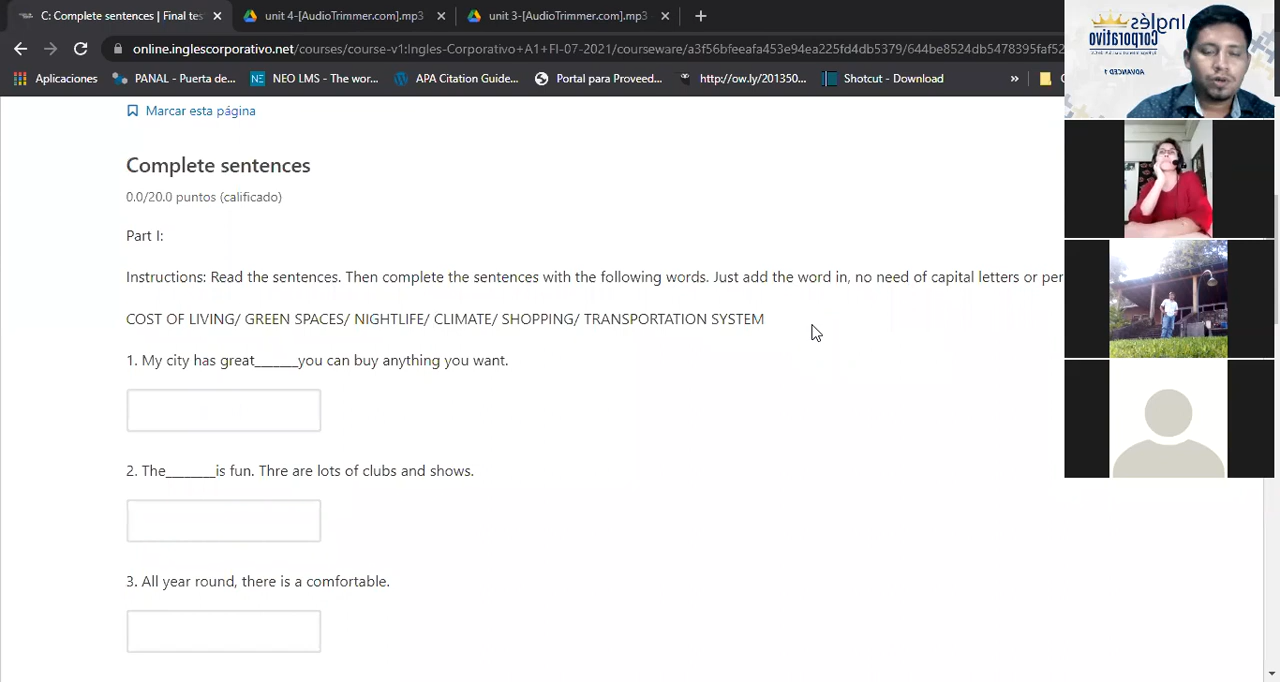 C: Complete sentences | Final tes
unit 4-[AudioTrimmer.com].mp3
unit 3-[AudioTrimmer.com].mp3
online.inglescorporativo.net/courses/course-v1:Ingles-Corporativo+A1+FI-07-2021/courseware/a3f56bfeeafa453e94ea225fd4db5379/644be8524db5478395faf52
Aplicaciones
PANAL - Puerta de...
NEO LMS - The wor...
APA Citation Guide...
Portal para Proveed...
http://ow.ly/201350...
Shotcut - Download
»
Inglés
Corporativo
ADVANCED 1
Marcar esta página
Complete sentences
0.0/20.0 puntos (calificado)
Part I:
Instructions: Read the sentences. Then complete the sentences with the following words. Just add the word in, no need of capital letters or per
COST OF LIVING/ GREEN SPACES/ NIGHTLIFE/ CLIMATE/ SHOPPING/ TRANSPORTATION SYSTEM
1. My city has great______you can buy anything you want.
2. The_______is fun. Thre are lots of clubs and shows.
3. All year round, there is a comfortable.